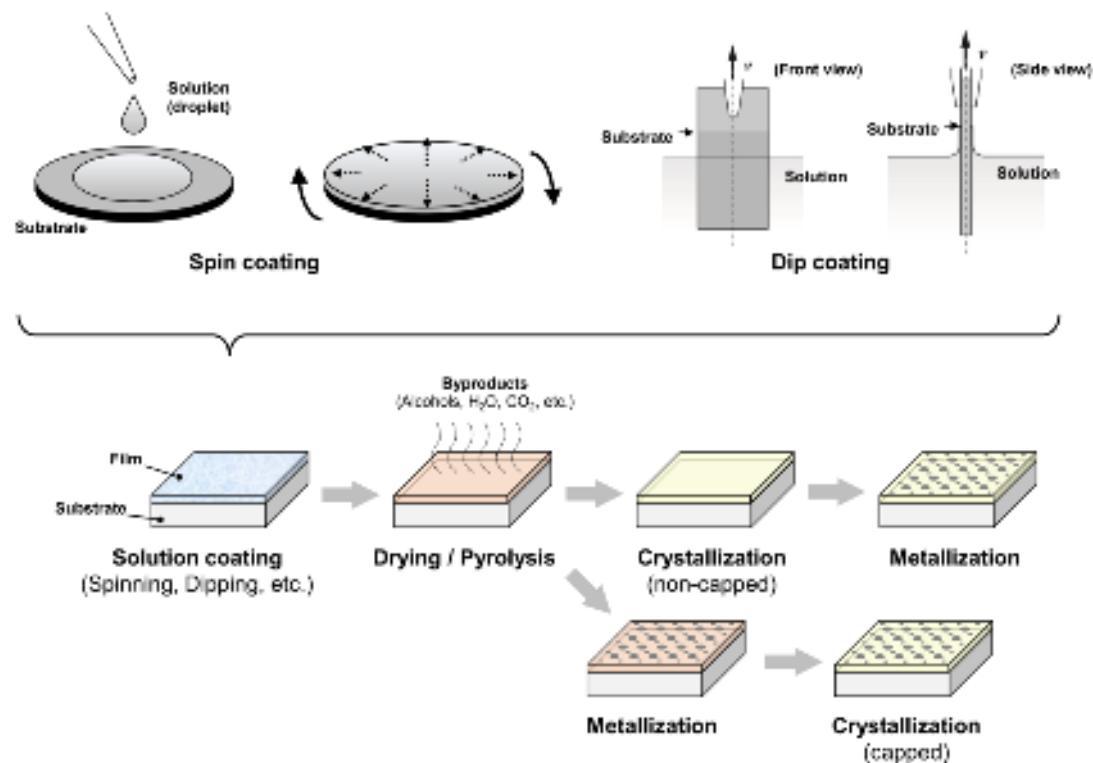 Solution
(droplet)
Substrate
Spin coating
v
(Front view)
Substrate
Solution
v
(Side view)
Substrate
Solution
Dip coating
Byproducts
(Alcohols, H₂O, CO₂, etc.)
Film
Substrate
Solution coating
(Spinning, Dipping, etc.)
Drying / Pyrolysis
Crystallization
(non-capped)
Metallization
Metallization
Crystallization
(capped)